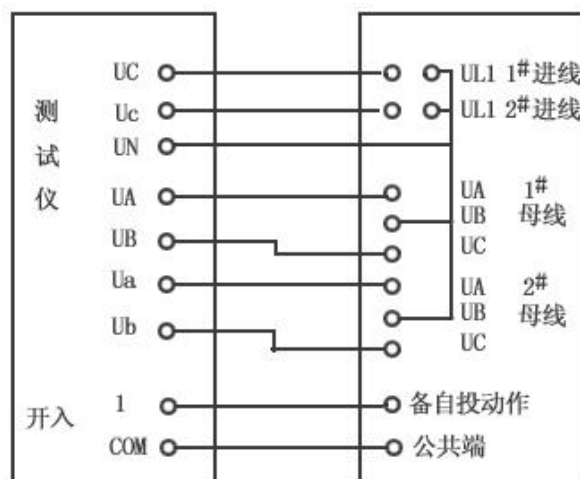 测试仪
UC
Uc
UN
UA
UB
Ua
Ub
开入
1
COM
UL1 1#进线
UL1 2#进线
UA 1#
UB 母线
UC
UA 2#
UB 母线
UC
备自投动作
公共端